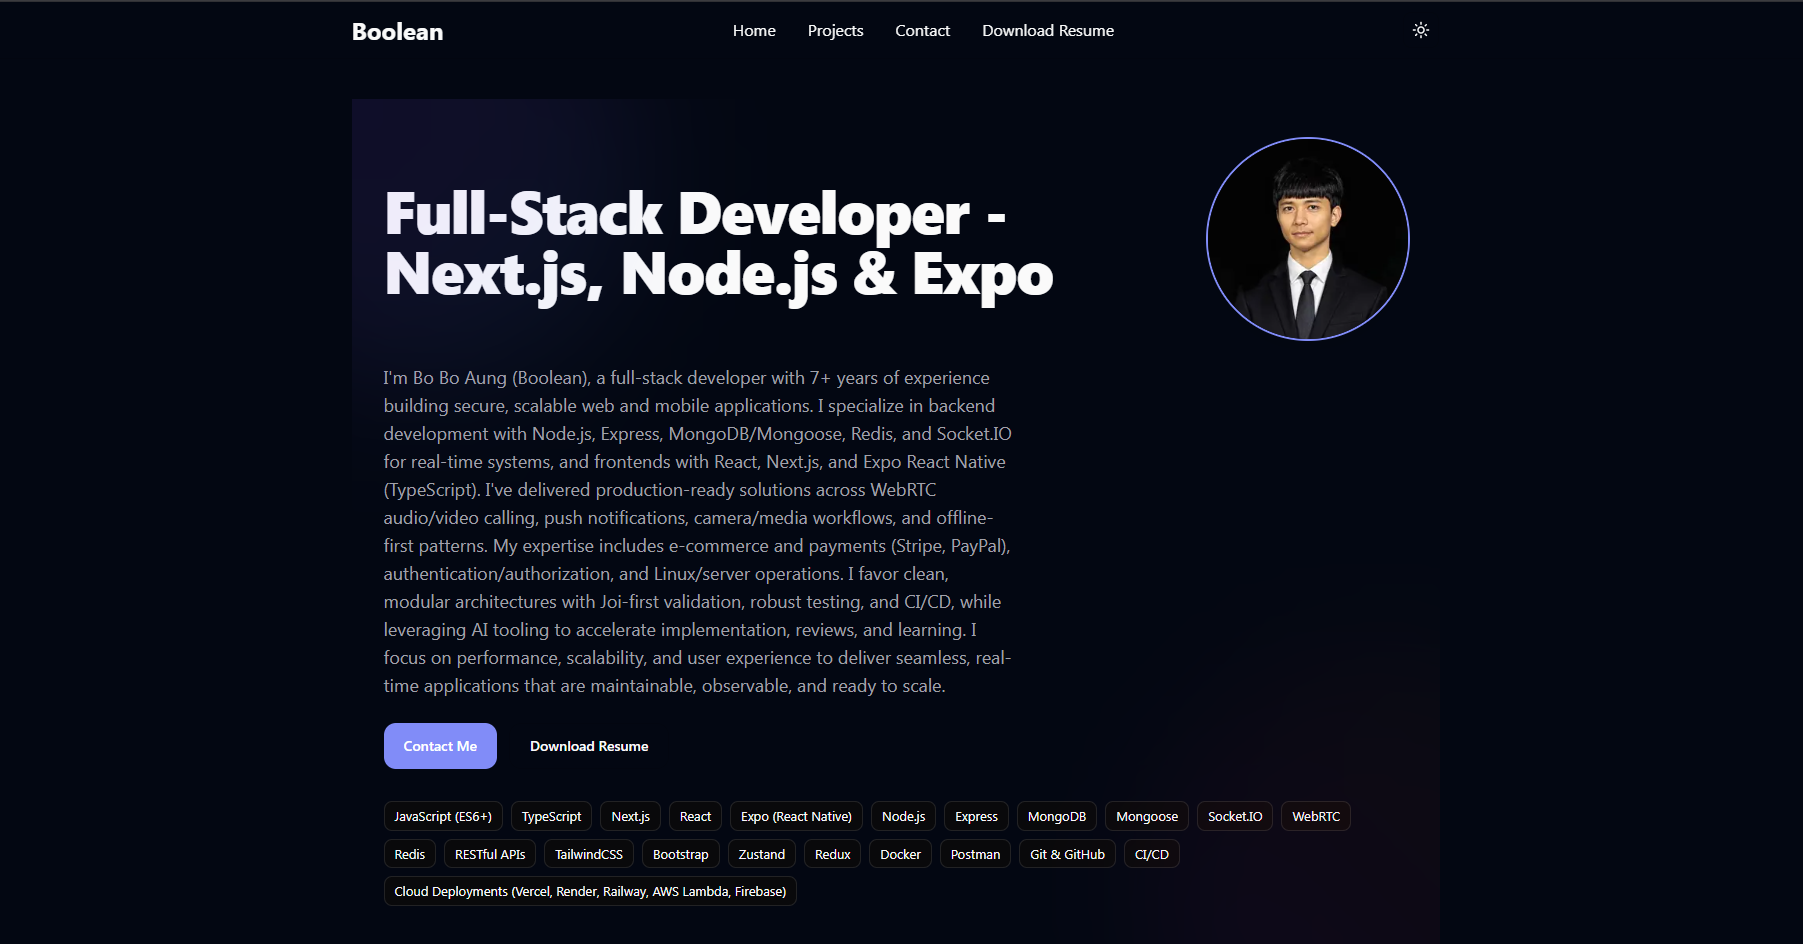 Boolean
Home Projects Contact Download Resume
Full-Stack Developer -
Next.js, Node.js & Expo
I'm Bo Bo Aung (Boolean), a full-stack developer with 7+ years of experience
building secure, scalable web and mobile applications. I specialize in backend
development with Node.js, Express, MongoDB/Mongoose, Redis, and Socket.IO
for real-time systems, and frontends with React, Next.js, and Expo React Native
(TypeScript). I've delivered production-ready solutions across WebRTC
audio/video calling, push notifications, camera/media workflows, and offline-
first patterns. My expertise includes e-commerce and payments (Stripe, PayPal),
authentication/authorization, and Linux/server operations. I favor clean,
modular architectures with Joi-first validation, robust testing, and CI/CD, while
leveraging AI tooling to accelerate implementation, reviews, and learning. I
focus on performance, scalability, and user experience to deliver seamless, real-
time applications that are maintainable, observable, and ready to scale.
Contact Me Download Resume
JavaScript (ES6+) TypeScript Next.js React Expo (React Native) Node.js Express MongoDB Mongoose Socket.IO WebRTC
Redis RESTful APIs TailwindCSS Bootstrap Zustand Redux Docker Postman Git & GitHub CI/CD
Cloud Deployments (Vercel, Render, Railway, AWS Lambda, Firebase)